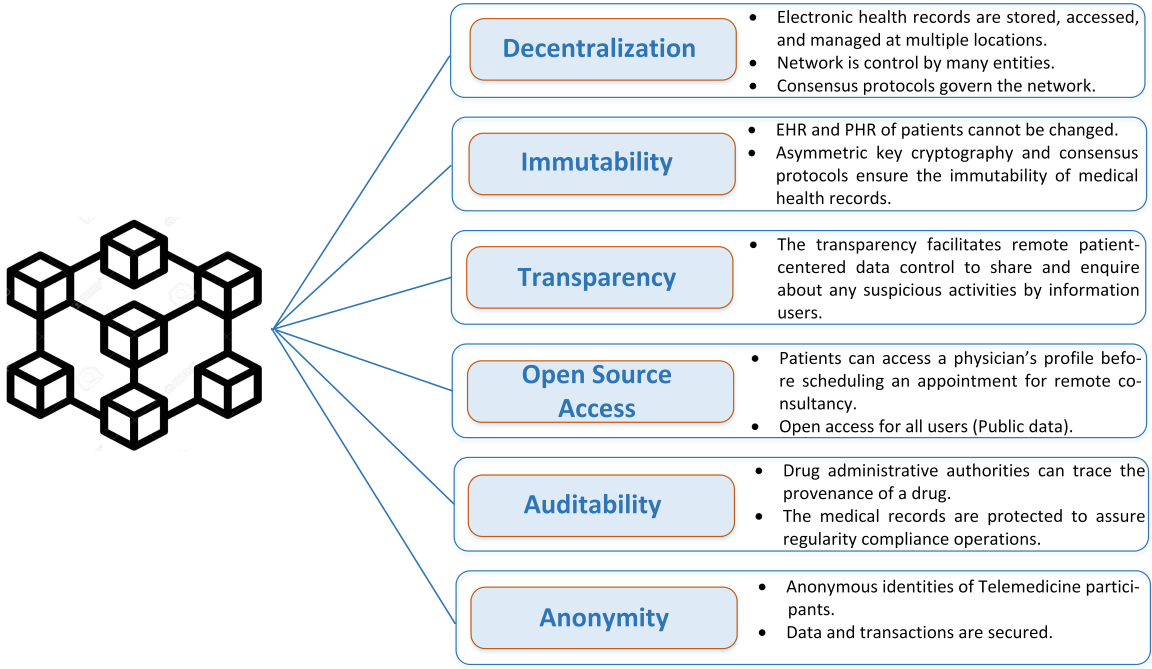 Decentralization
• Electronic health records are stored, accessed,
and managed at multiple locations.
• Network is control by many entities.
• Consensus protocols govern the network.
Immutability
• EHR and PHR of patients cannot be changed.
• Asymmetric key cryptography and consensus
protocols ensure the immutability of medical
health records.
Transparency
• The transparency facilitates remote patient-
centered data control to share and enquire
about any suspicious activities by information
users.
Open Source
Access
• Patients can access a physician’s profile befo-
re scheduling an appointment for remote co-
nsultancy.
• Open access for all users (Public data).
Auditability
• Drug administrative authorities can trace the
provenance of a drug.
• The medical records are protected to assure
regularity compliance operations.
Anonymity
• Anonymous identities of Telemedicine partici-
pants.
• Data and transactions are secured.